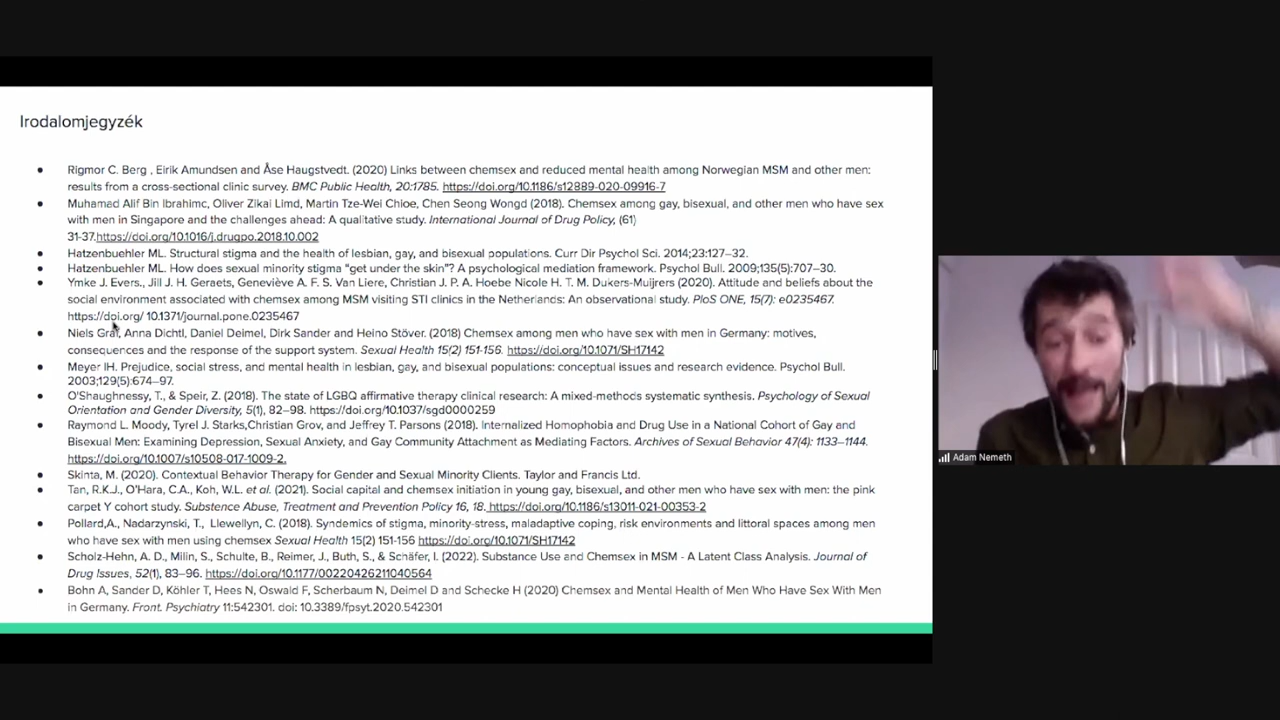 Irodalomjegyzék
Rigmor C. Berg , Eirik Amundsen and Åse Haugstvedt. (2020) Links between chemsex and reduced mental health among Norwegian MSM and other men:
results from a cross-sectional clinic survey. BMC Public Health, 20:1785. https://doi.org/10.1186/s12889-020-09916-7
Muhamad Alif Bin Ibrahimc, Oliver Zikai Limd, Martin Tze-Wei Chioe, Chen Seong Wongd (2018). Chemsex among gay, bisexual, and other men who have sex
with men in Singapore and the challenges ahead: A qualitative study. International Journal of Drug Policy, (61)
31-37.https://doi.org/10.1016/j.drugpo.2018.10.002
Hatzenbuehler ML. Structural stigma and the health of lesbian, gay, and bisexual populations. Curr Dir Psychol Sci. 2014;23:127–32.
Hatzenbuehler ML. How does sexual minority stigma “get under the skin”? A psychological mediation framework. Psychol Bull. 2009;135(5):707–30.
Ymke J. Evers., Jill J. H. Geraets, Geneviève A. F. S. Van Liere, Christian J. P. A. Hoebe Nicole H. T. M. Dukers-Muijrers (2020). Attitude and beliefs about the
social environment associated with chemsex among MSM visiting STI clinics in the Netherlands: An observational study. PloS ONE, 15(7): e0235467.
https://doi.org/ 10.1371/journal.pone.0235467
Niels Graf, Anna Dichtl, Daniel Deimel, Dirk Sander and Heino Stöver. (2018) Chemsex among men who have sex with men in Germany: motives,
consequences and the response of the support system. Sexual Health 15(2) 151-156. https://doi.org/10.1071/SH17142
Meyer IH. Prejudice, social stress, and mental health in lesbian, gay, and bisexual populations: conceptual issues and research evidence. Psychol Bull.
2003;129(5):674–97.
O’Shaughnessy, T., & Speir, Z. (2018). The state of LGBQ affirmative therapy clinical research: A mixed-methods systematic synthesis. Psychology of Sexual
Orientation and Gender Diversity, 5(1), 82–98. https://doi.org/10.1037/sgd0000259
Raymond L. Moody, Tyrel J. Starks,Christian Grov, and Jeffrey T. Parsons (2018). Internalized Homophobia and Drug Use in a National Cohort of Gay and
Bisexual Men: Examining Depression, Sexual Anxiety, and Gay Community Attachment as Mediating Factors. Archives of Sexual Behavior 47(4): 1133–1144.
https://doi.org/10.1007/s10508-017-1009-2.
Skinta, M. (2020). Contextual Behavior Therapy for Gender and Sexual Minority Clients. Taylor and Francis Ltd.
Tan, R.K.J., O’Hara, C.A., Koh, W.L. et al. (2021). Social capital and chemsex initiation in young gay, bisexual, and other men who have sex with men: the pink
carpet Y cohort study. Substence Abuse, Treatment and Prevention Policy 16, 18. https://doi.org/10.1186/s13011-021-00353-2
Pollard,A., Nadarzynski, T., Llewellyn, C. (2018). Syndemics of stigma, minority-stress, maladaptive coping, risk environments and littoral spaces among men
who have sex with men using chemsex Sexual Health 15(2) 151-156 https://doi.org/10.1071/SH17142
Scholz-Hehn, A. D., Milin, S., Schulte, B., Reimer, J., Buth, S., & Schäfer, I. (2022). Substance Use and Chemsex in MSM - A Latent Class Analysis. Journal of
Drug Issues, 52(1), 83–96. https://doi.org/10.1177/00220426211040564
Bohn A, Sander D, Köhler T, Hees N, Oswald F, Scherbaum N, Deimel D and Schecke H (2020) Chemsex and Mental Health of Men Who Have Sex With Men
in Germany. Front. Psychiatry 11:542301. doi: 10.3389/fpsyt.2020.542301
Adam Nemeth